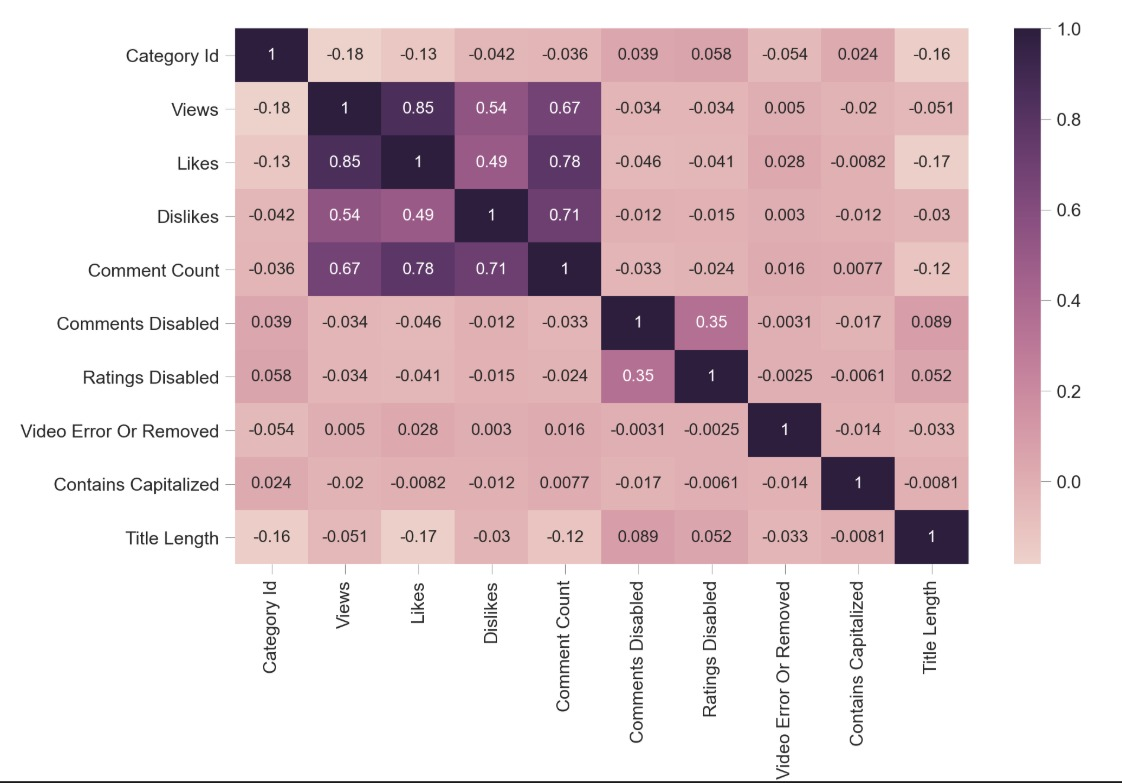 Category Id 1 -0.18 -0.13 -0.042 -0.036 0.039 0.058 -0.054 0.024 -0.16 1.0
Views -0.18 1 0.85 0.54 0.67 -0.034 -0.034 0.005 -0.02 -0.051 0.8
Likes -0.13 0.85 1 0.49 0.78 -0.046 -0.041 0.028 -0.0082 -0.17
Dislikes -0.042 0.54 0.49 1 0.71 -0.012 -0.015 0.003 -0.012 -0.03 0.6
Comment Count -0.036 0.67 0.78 0.71 1 -0.033 -0.024 0.016 0.0077 -0.12 0.4
Comments Disabled 0.039 -0.034 -0.046 -0.012 -0.033 1 0.35 -0.0031 -0.017 0.089
Ratings Disabled 0.058 -0.034 -0.041 -0.015 -0.024 0.35 1 -0.0025 -0.0061 0.052 0.2
Video Error Or Removed -0.054 0.005 0.028 0.003 0.016 -0.0031 -0.0025 1 -0.014 -0.033
Contains Capitalized 0.024 -0.02 -0.0082 -0.012 0.0077 -0.017 -0.0061 -0.014 1 -0.0081 0.0
Title Length -0.16 -0.051 -0.17 -0.03 -0.12 0.089 0.052 -0.033 -0.0081 1
Category Id
Views
Likes
Dislikes
Comment Count
Comments Disabled
Ratings Disabled
Video Error Or Removed
Contains Capitalized
Title Length